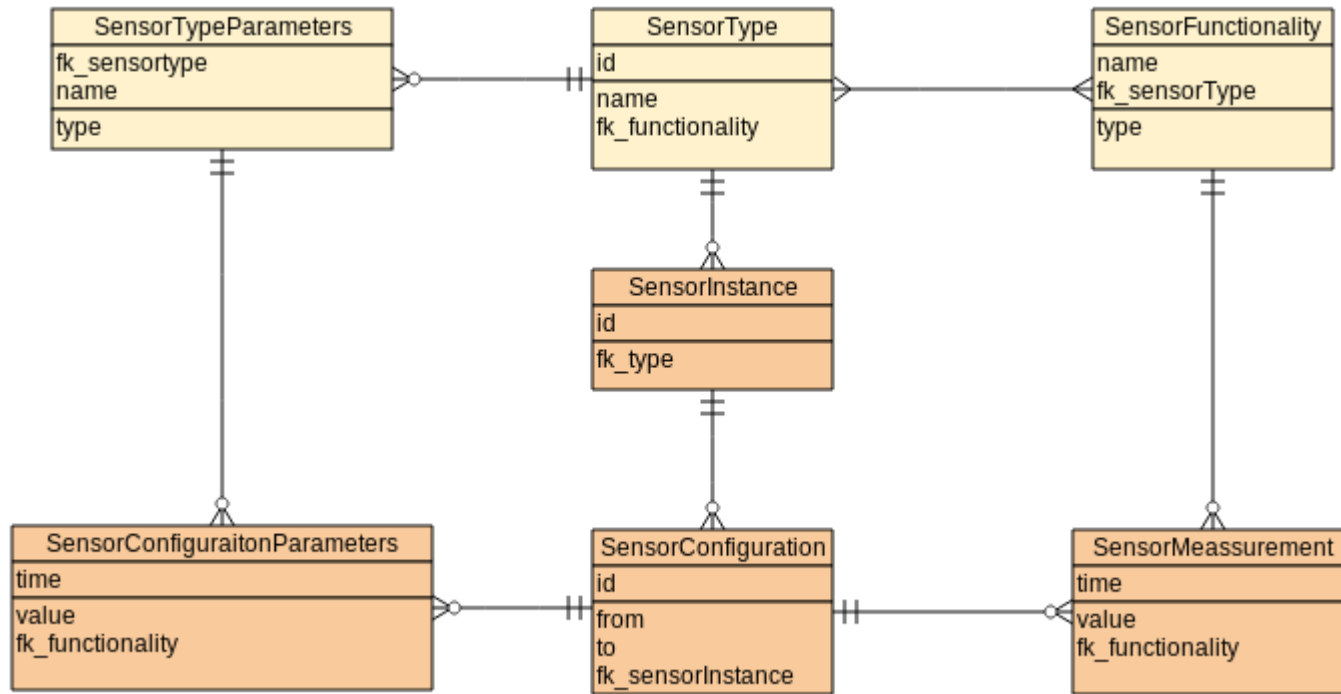 SensorTypeParameters
fk_sensortype
name
type
SensorType
id
name
fk_functionality
SensorFunctionality
name
fk_sensorType
type
SensorInstance
id
fk_type
SensorConfiguraitonParameters
time
value
fk_functionality
SensorConfiguration
id
from
to
fk_sensorInstance
SensorMeassurement
time
value
fk_functionality